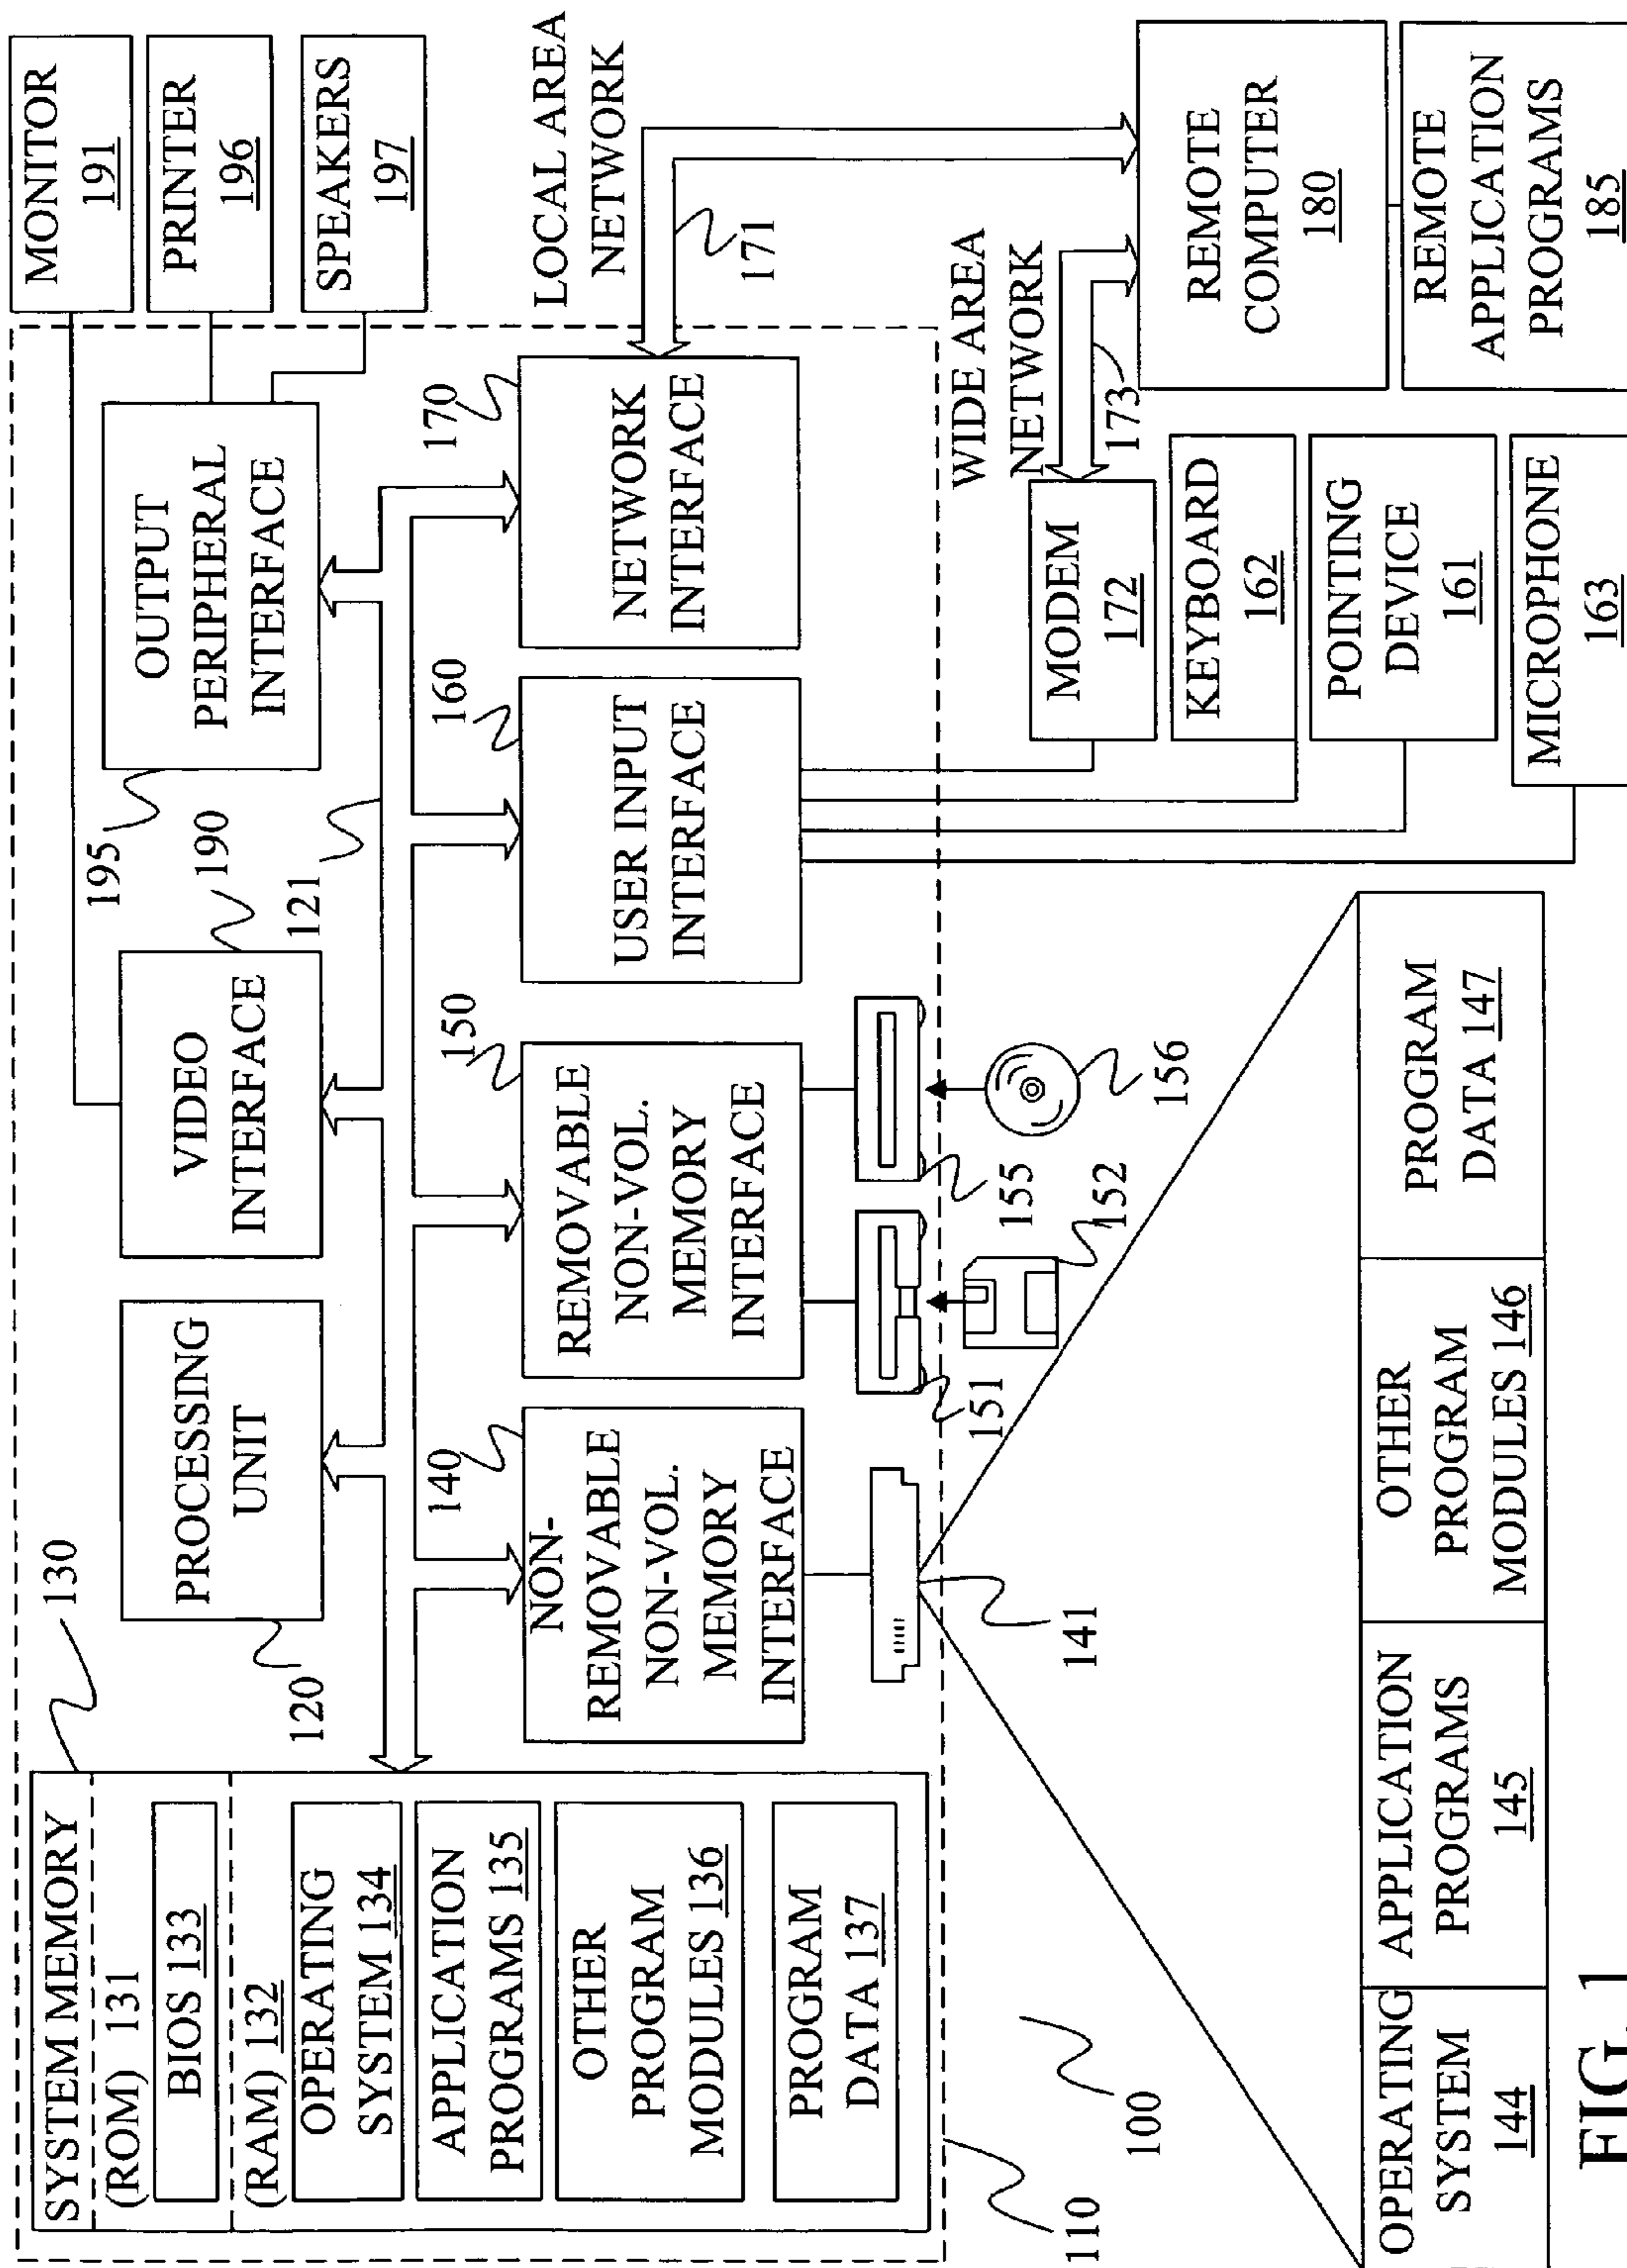 SYSTEM MEMORY
(ROM) 131
BIOS 133
(RAM) 132
OPERATING
SYSTEM 134
APPLICATION
PROGRAMS 135
OTHER
PROGRAM
MODULES 136
PROGRAM
DATA 137
130
120
PROCESSING
UNIT
VIDEO
INTERFACE
190
121
195
OUTPUT
PERIPHERAL
INTERFACE
MONITOR
191
PRINTER
196
SPEAKERS
197
140
NON-
REMOVABLE
NON-VOL.
MEMORY
INTERFACE
150
REMOVABLE
NON-VOL.
MEMORY
INTERFACE
160
USER INPUT
INTERFACE
170
NETWORK
INTERFACE
LOCAL AREA
NETWORK
171
WIDE AREA
NETWORK
173
141
151
152
155
156
MODEM
172
KEYBOARD
162
POINTING
DEVICE
161
MICROPHONE
163
REMOTE
COMPUTER
180
REMOTE
APPLICATION
PROGRAMS
185
110
100
OPERATING
SYSTEM
144
APPLICATION
PROGRAMS
145
OTHER
PROGRAM
MODULES 146
PROGRAM
DATA 147
FIG. 1